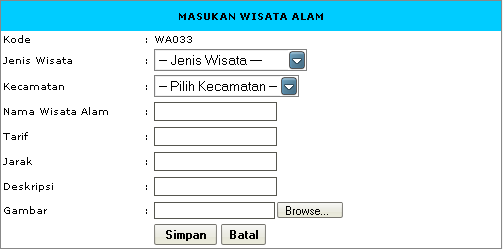 MASUKAN WISATA ALAM
Kode : WA033
Jenis Wisata : -- Jenis Wisata ---
Kecamatan : -- Pilih Kecamatan --
Nama Wisata Alam :
Tarif :
Jarak :
Deskripsi :
Gambar : Browse...
Simpan Batal